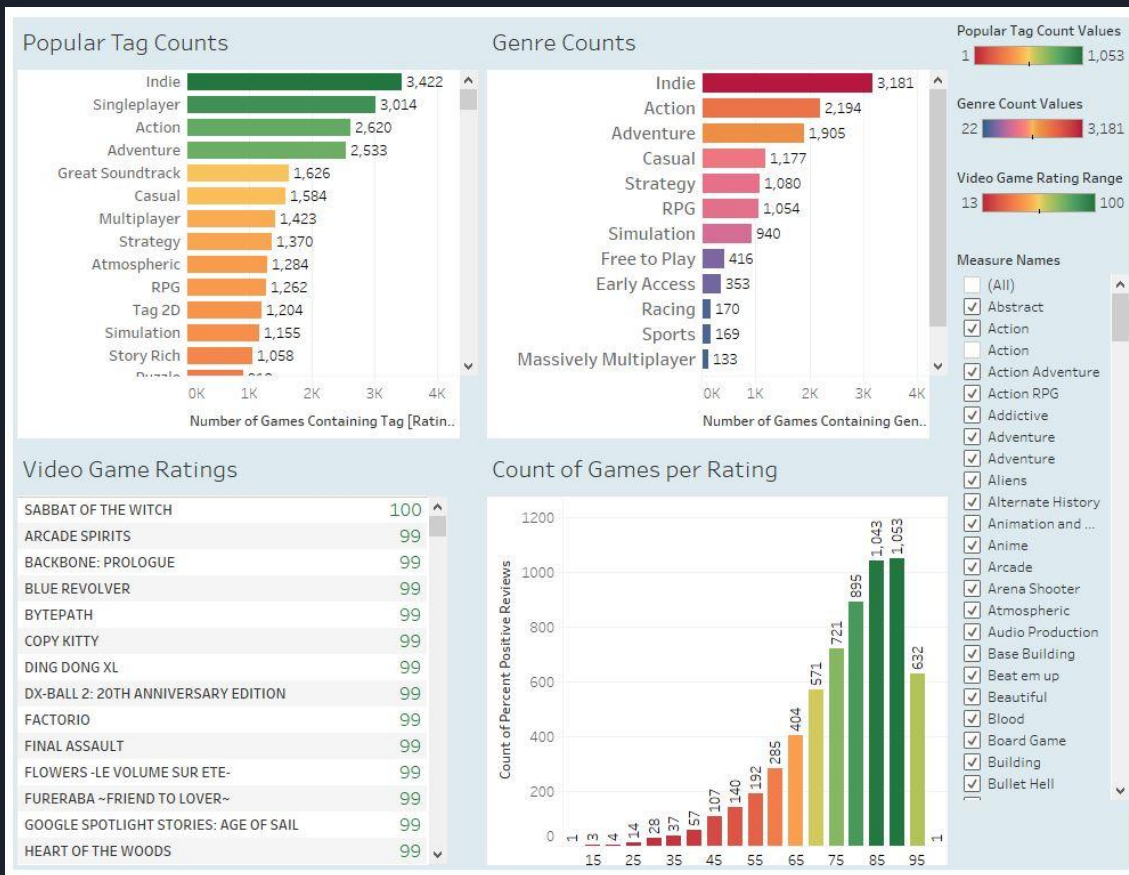 Popular Tag Counts
Indie 3,422
Singleplayer 3,014
Action 2,620
Adventure 2,533
Great Soundtrack 1,626
Casual 1,584
Multiplayer 1,423
Strategy 1,370
Atmospheric 1,284
RPG 1,262
Tag 2D 1,204
Simulation 1,155
Story Rich 1,058
0K 1K 2K 3K 4K
Number of Games Containing Tag [Ratin..
Genre Counts
Indie 3,181
Action 2,194
Adventure 1,905
Casual 1,177
Strategy 1,080
RPG 1,054
Simulation 940
Free to Play 416
Early Access 353
Racing 170
Sports 169
Massively Multiplayer 133
0K 1K 2K 3K 4K
Number of Games Containing Gen..
Popular Tag Count Values
1 1,053
Genre Count Values
22 3,181
Video Game Rating Range
13 100
Measure Names
(All)
Abstract
Action
Action
Action Adventure
Action RPG
Addictive
Adventure
Adventure
Aliens
Alternate History
Animation and ...
Anime
Arcade
Arena Shooter
Atmospheric
Audio Production
Base Building
Beat em up
Beautiful
Blood
Board Game
Building
Bullet Hell
Video Game Ratings
SABBAT OF THE WITCH 100
ARCADE SPIRITS 99
BACKBONE: PROLOGUE 99
BLUE REVOLVER 99
BYTEPATH 99
COPY KITTY 99
DING DONG XL 99
DX-BALL 2: 20TH ANNIVERSARY EDITION 99
FACTORIO 99
FINAL ASSAULT 99
FLOWERS -LE VOLUME SUR ETE- 99
FURERABA ~FRIEND TO LOVER~ 99
GOOGLE SPOTLIGHT STORIES: AGE OF SAIL 99
HEART OF THE WOODS 99
Count of Games per Rating
Count of Percent Positive Reviews
1200
1000
800
600
400
200
0
1 3 4 14 28 37 57 107 140 192 285 404 571 721 895 1,043 1,053 632 1
15 25 35 45 55 65 75 85 95